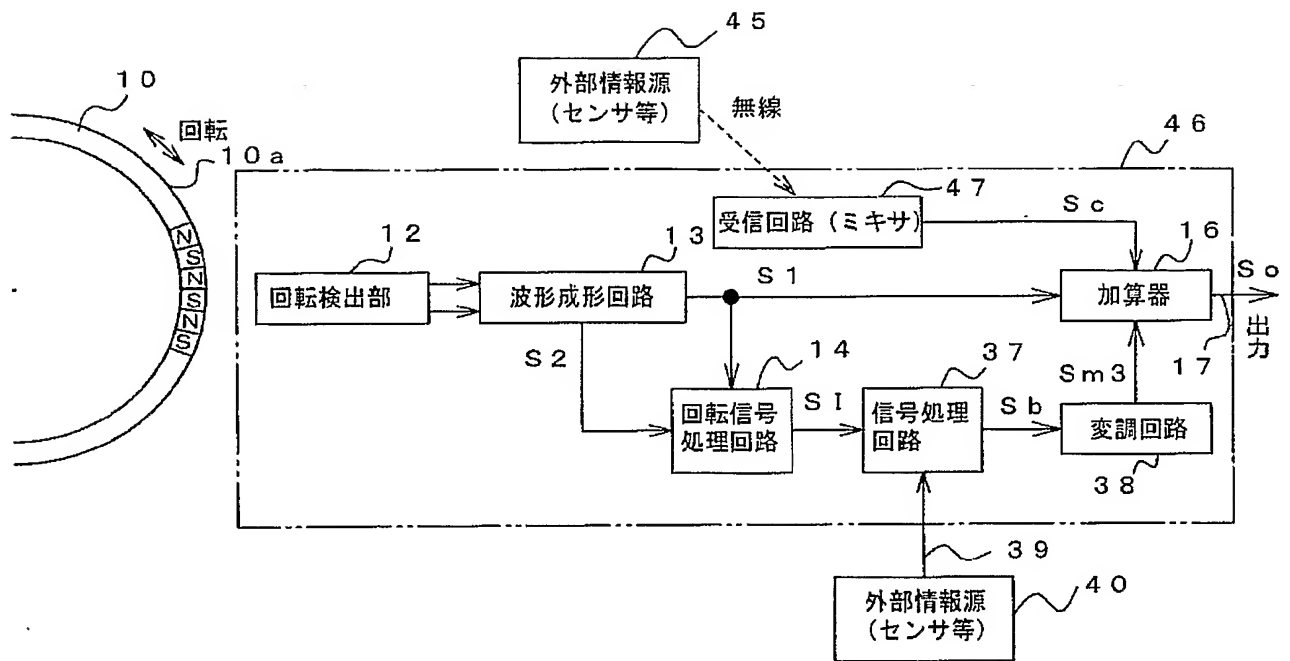 45
外部情報源
(センサ等)
無線
10
回転
10a
46
47
受信回路(ミキサ)
Sc
12
回転検出部
13
波形成形回路
S1
16
加算器
So
出力
17
S2
14
回転信号
処理回路
SI
37
信号処理
回路
Sb
Sm3
変調回路
38
39
外部情報源
(センサ等)
40
N
S
N
S
N
S